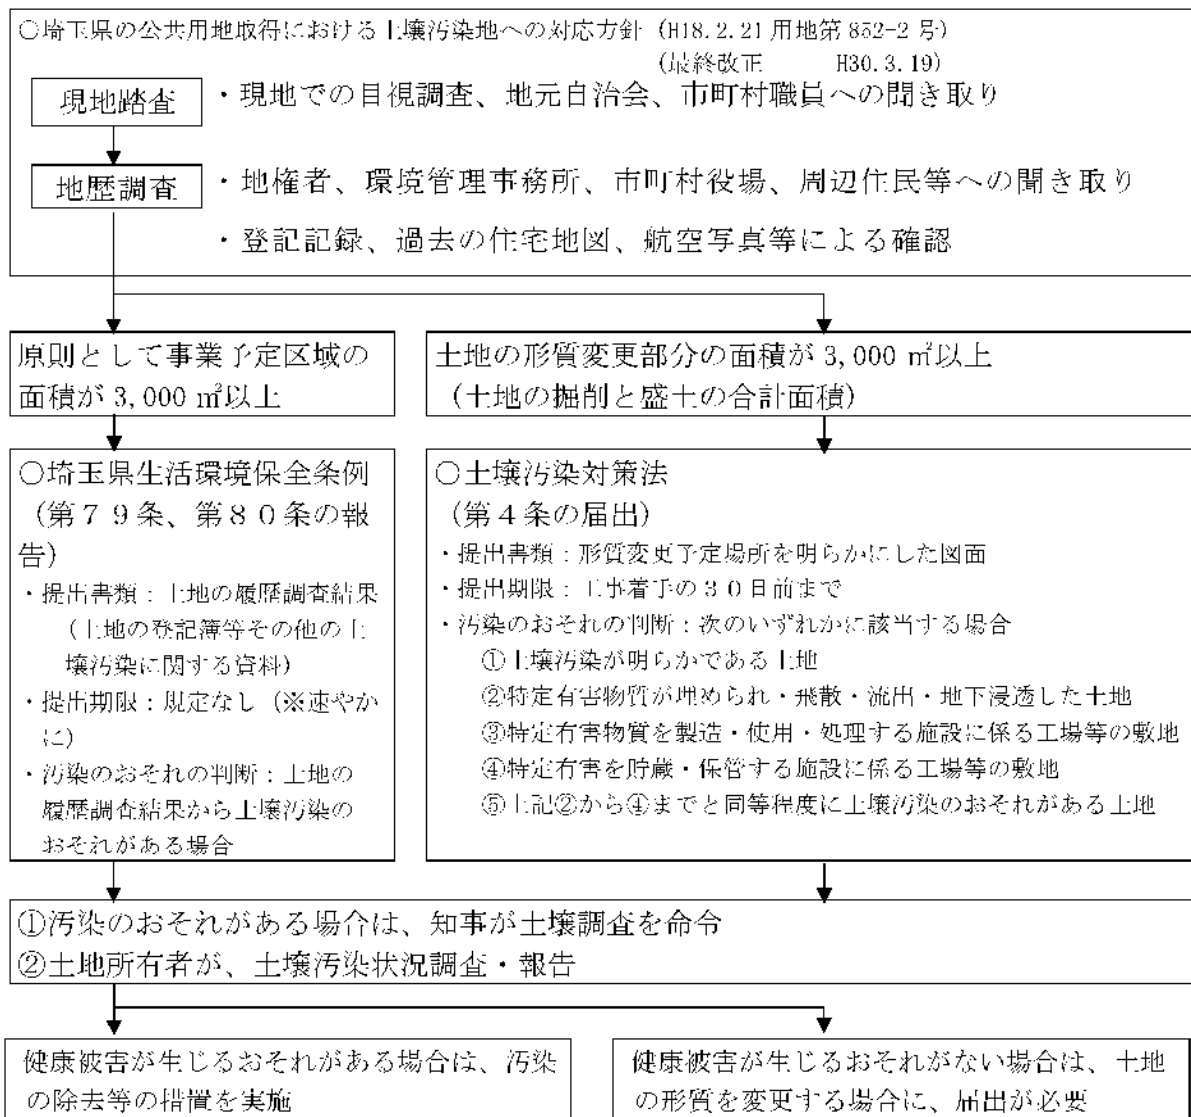 ○埼玉県の公共用地取得における土壌汚染地への対応方針 (H18.2.21 用地第 852-2 号)
(最終改正 H30.3.19)
現地踏査
・現地での目視調査、地元自治会、市町村職員への聞き取り
地歴調査
・地権者、環境管理事務所、市町村役場、周辺住民等への聞き取り
・登記記録、過去の住宅地図、航空写真等による確認
原則として事業予定区域の
面積が 3,000 ㎡以上
土地の形質変更部分の面積が 3,000 ㎡以上
(土地の掘削と盛土の合計面積)
○埼玉県生活環境保全条例
(第79条、第80条の報
告)
・提出書類：土地の履歴調査結果
(土地の登記簿等その他の土
壌汚染に関する資料)
・提出期限：規定なし (※速やか
に)
・汚染のおそれの判断：土地の
履歴調査結果から土壌汚染の
おそれがある場合
○土壌汚染対策法
(第4条の届出)
・提出書類：形質変更予定場所を明らかにした図面
・提出期限：工事着手の30日前まで
・汚染のおそれの判断：次のいずれかに該当する場合
①土壌汚染が明らかである土地
②特定有害物質が埋められ・飛散・流出・地下浸透した土地
③特定有害物質を製造・使用・処理する施設に係る工場等の敷地
④特定有害を貯蔵・保管する施設に係る工場等の敷地
⑤上記②から④までと同等程度に土壌汚染のおそれがある土地
①汚染のおそれがある場合は、知事が土壌調査を命令
②土地所有者が、土壌汚染状況調査・報告
健康被害が生じるおそれがある場合は、汚染
の除去等の措置を実施
健康被害が生じるおそれがない場合は、土地
の形質を変更する場合に、届出が必要